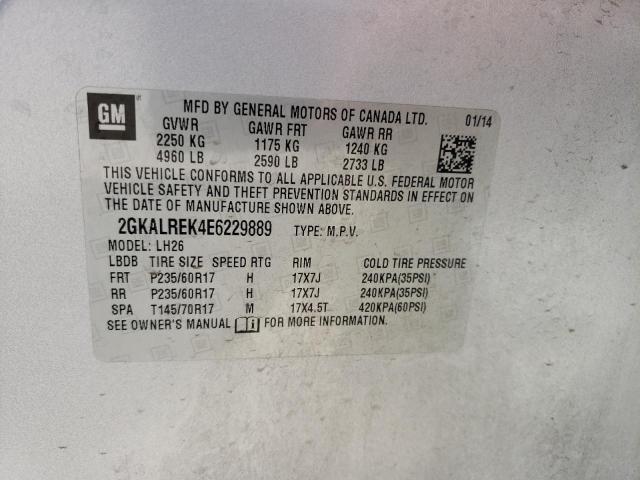 GM
MFD BY GENERAL MOTORS OF CANADA LTD. 01/14
GVWR GAWR FRT GAWR RR
2250 KG 1175 KG 1240 KG
4960 LB 2590 LB 2733 LB
THIS VEHICLE CONFORMS TO ALL APPLICABLE U.S. FEDERAL MOTOR
VEHICLE SAFETY AND THEFT PREVENTION STANDARDS IN EFFECT ON
THE DATE OF MANUFACTURE SHOWN ABOVE.
2GKALREK4E6229889 TYPE: M.P.V.
MODEL: LH26
LBDB TIRE SIZE SPEED RTG RIM COLD TIRE PRESSURE
FRT P235/60R17 H 17X7J 240KPA(35PSI)
RR P235/60R17 H 17X7J 240KPA(35PSI)
SPA T145/70R17 M 17X4.5T 420KPA(60PSI)
SEE OWNER'S MANUAL FOR MORE INFORMATION.